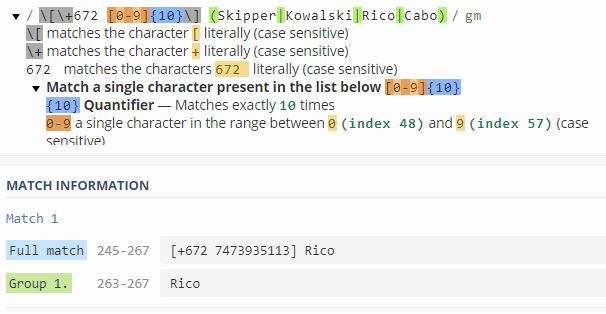 / \[\+672 [0-9]{10}\] (Skipper|Kowalski|Rico|Cabo) / gm
\[ matches the character [ literally (case sensitive)
\+ matches the character + literally (case sensitive)
672 matches the characters 672 literally (case sensitive)
Match a single character present in the list below [0-9]{10}
{10} Quantifier — Matches exactly 10 times
0-9 a single character in the range between 0 (index 48) and 9 (index 57) (case
sensitive)
MATCH INFORMATION
Match 1
Full match 245-267 [+672 7473935113] Rico
Group 1. 263-267 Rico